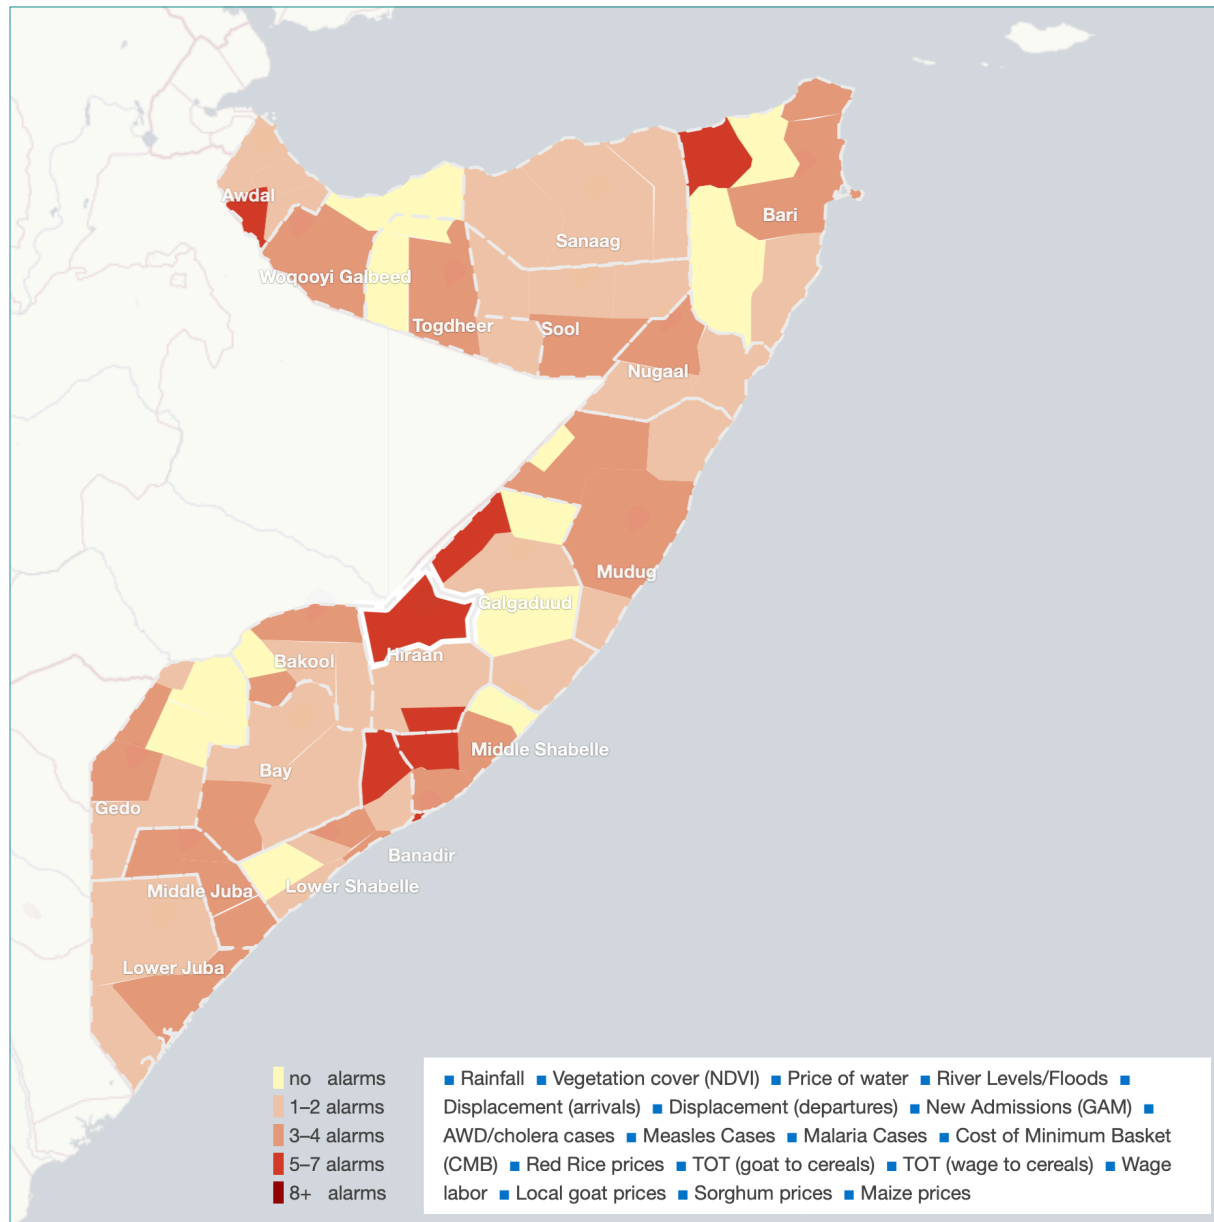 Awdal
Bari
Sanaag
Woqooyi Galbeed
Togdheer
Sool
Nugaal
Mudug
Galgaduud
Hiraan
Bakool
Middle Shabelle
Bay
Gedo
Banadir
Middle Juba
Lower Shabelle
Lower Juba
no alarms
1–2 alarms
3–4 alarms
5–7 alarms
8+ alarms
■ Rainfall ■ Vegetation cover (NDVI) ■ Price of water ■ River Levels/Floods ■
Displacement (arrivals) ■ Displacement (departures) ■ New Admissions (GAM) ■
AWD/cholera cases ■ Measles Cases ■ Malaria Cases ■ Cost of Minimum Basket
(CMB) ■ Red Rice prices ■ TOT (goat to cereals) ■ TOT (wage to cereals) ■ Wage
labor ■ Local goat prices ■ Sorghum prices ■ Maize prices